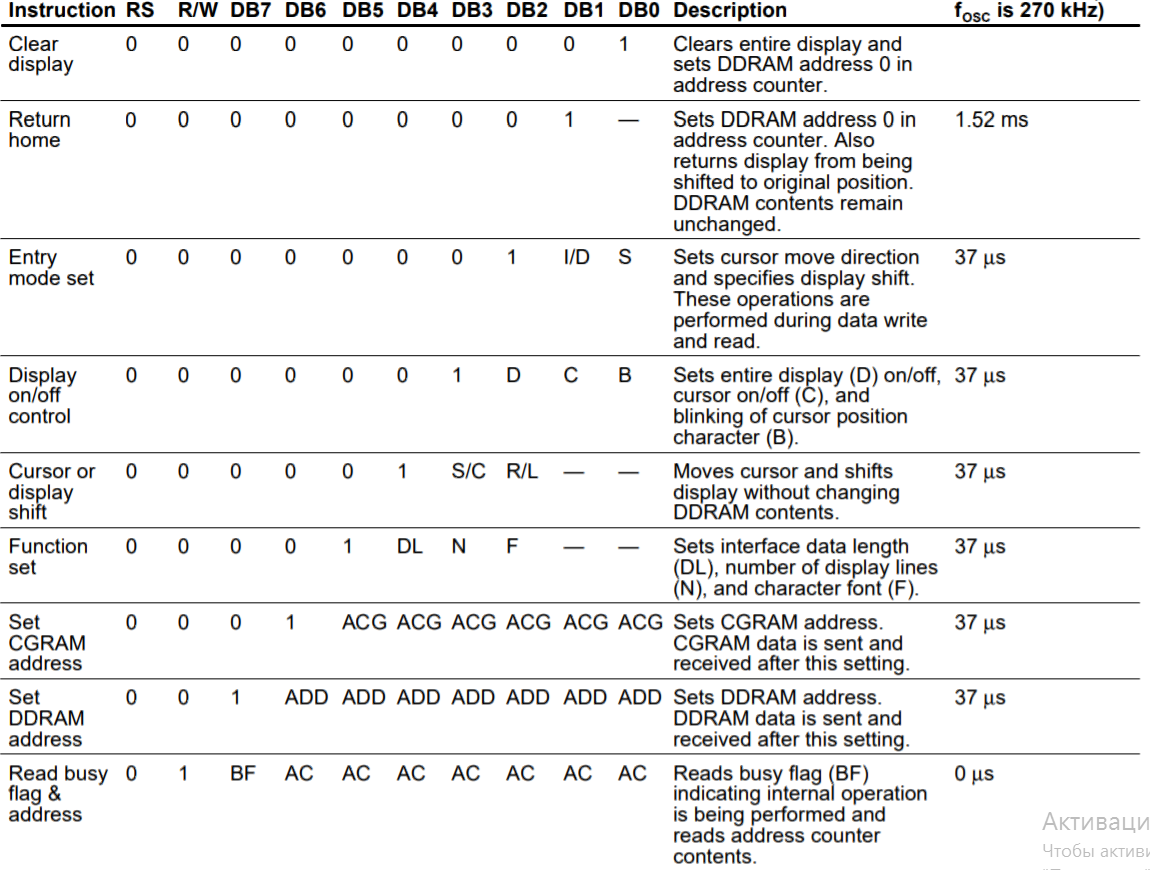 Instruction RS R/W DB7 DB6 DB5 DB4 DB3 DB2 DB1 DB0 Description fOSC is 270 kHz)
Clear 0 0 0 0 0 0 0 0 0 1 Clears entire display and
display sets DDRAM address 0 in
address counter.
Return 0 0 0 0 0 0 0 0 1 — Sets DDRAM address 0 in 1.52 ms
home address counter. Also
returns display from being
shifted to original position.
DDRAM contents remain
unchanged.
Entry 0 0 0 0 0 0 0 1 I/D S Sets cursor move direction 37 µs
mode set and specifies display shift.
These operations are
performed during data write
and read.
Display 0 0 0 0 0 0 1 D C B Sets entire display (D) on/off, 37 µs
on/off cursor on/off (C), and
control blinking of cursor position
character (B).
Cursor or 0 0 0 0 0 1 S/C R/L — — Moves cursor and shifts 37 µs
display display without changing
shift DDRAM contents.
Function 0 0 0 0 1 DL N F — — Sets interface data length 37 µs
set (DL), number of display lines
(N), and character font (F).
Set 0 0 0 1 ACG ACG ACG ACG ACG ACG Sets CGRAM address. 37 µs
CGRAM CGRAM data is sent and
address received after this setting.
Set 0 0 1 ADD ADD ADD ADD ADD ADD ADD Sets DDRAM address. 37 µs
DDRAM DDRAM data is sent and
address received after this setting.
Read busy 0 1 BF AC AC AC AC AC AC AC Reads busy flag (BF) 0 µs
flag & indicating internal operation
address is being performed and
reads address counter
contents.
Активаци
Чтобы активи